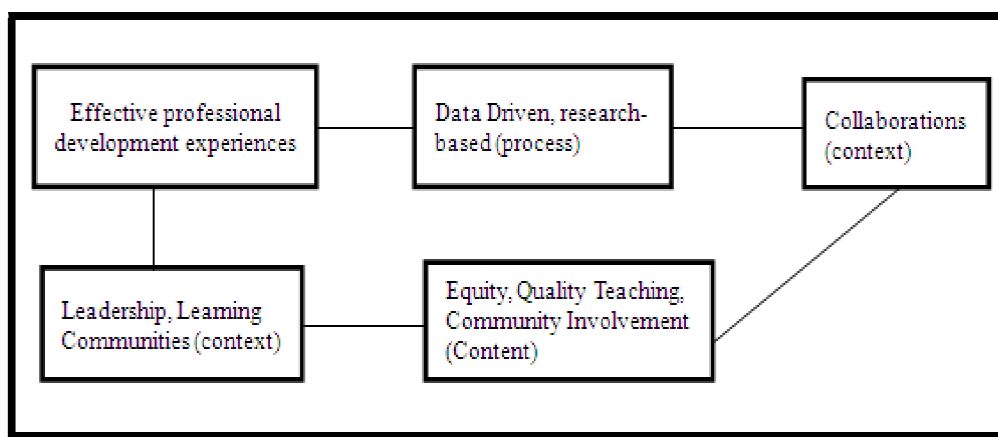 Effective professional
development experiences
Data Driven, research-
based (process)
Collaborations
(context)
Leadership, Learning
Communities (context)
Equity, Quality Teaching,
Community Involvement
(Content)